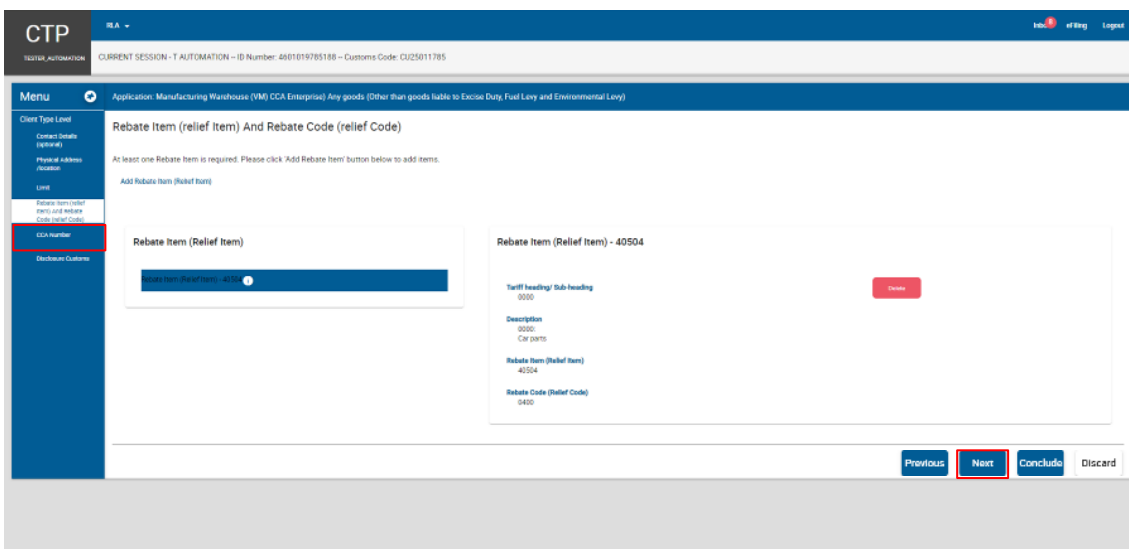 CTP
RLA
Inbox 8
eFiling
Logout
TESTER_AUTOMATION
CURRENT SESSION - T AUTOMATION – ID Number: 4601019785188 – Customs Code: CU25011785
Menu
Application: Manufacturing Warehouse (VM) CCA Enterprise) Any goods (Other than goods liable to Excise Duty, Fuel Levy and Environmental Levy)
Client Type Level
Contact Details
(optional)
Physical Address
/location
Limit
Rebate Item (relief
Item) And Rebate
Code (relief Code)
CCA Number
Disclosure Customs
Rebate Item (relief Item) And Rebate Code (relief Code)
At least one Rebate Item is required. Please click 'Add Rebate Item' button below to add items.
Add Rebate Item (Relief Item)
Rebate Item (Relief Item)
Rebate Item (Relief Item) - 40504
Rebate Item (Relief Item) - 40504
Tariff heading/ Sub-heading
0000
Delete
Description
0000:
Car parts
Rebate Item (Relief Item)
40504
Rebate Code (Relief Code)
0400
Previous
Next
Conclude
Discard